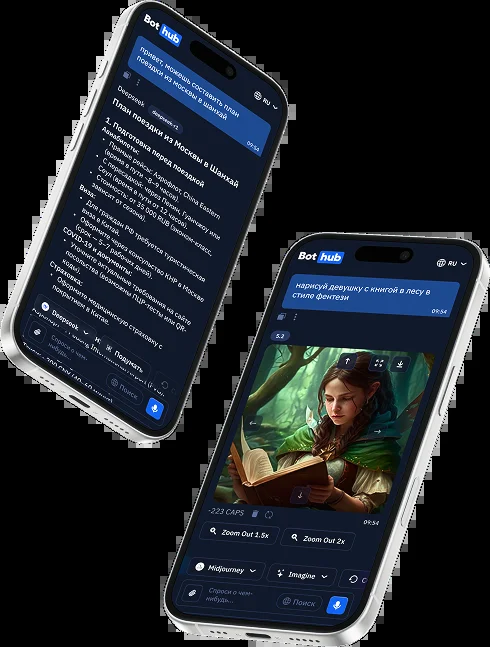 Bot hub
RU
привет, можешь составить план
поездки из москвы в шанхай
09:54
Deepseek deepseek-r1
План поездки из Москвы в Шанхай
1. Подготовка перед поездкой
Авиабилеты:
Прямые рейсы: Аэрофлот, China Eastern
(время в пути ~8–9 часов).
С пересадкой: через Пекин, Гуанчжоу или
Сеул (время в пути от 12 часов).
Стоимость: от 35 000 RUB (эконом-класс,
зависит от сезона).
Виза:
Для граждан РФ требуется туристическая
виза в Китай.
Оформите через консульство КНР в Москве
(срок: 5–7 рабочих дней).
COVID-19 и документы:
Уточните актуальные требования на сайте
посольства (возможны ПЦР-тесты или QR-
коды).
Страховка:
Оформите медицинскую страховку с
покрытием в Китае.
Deepseek
Подумать
Спроси о чем-
нибудь...
Поиск
Bot hub
RU
нарисуй девушку с книгой в лесу в
стиле фентези
09:54
5.2
-223 CAPS
09:54
Zoom Out 1.5x
Zoom Out 2x
Midjourney
Imagine
Спроси о чем-
нибудь...
Поиск